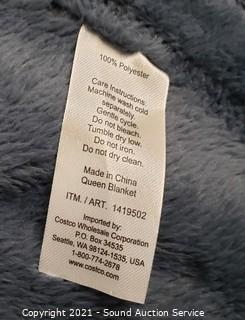 100% Polyester
Care Instructions:
Machine wash cold
separately.
Gentle cycle.
Do not bleach.
Tumble dry low.
Do not iron.
Do not dry clean.
Made in China
Queen Blanket
ITM. / ART. 1419502
Imported by:
Costco Wholesale Corporation
P.O. Box 34535
Seattle, WA 98124-1535, USA
1-800-774-2678
www.costco.com
Copyright 2021 - Sound Auction Service